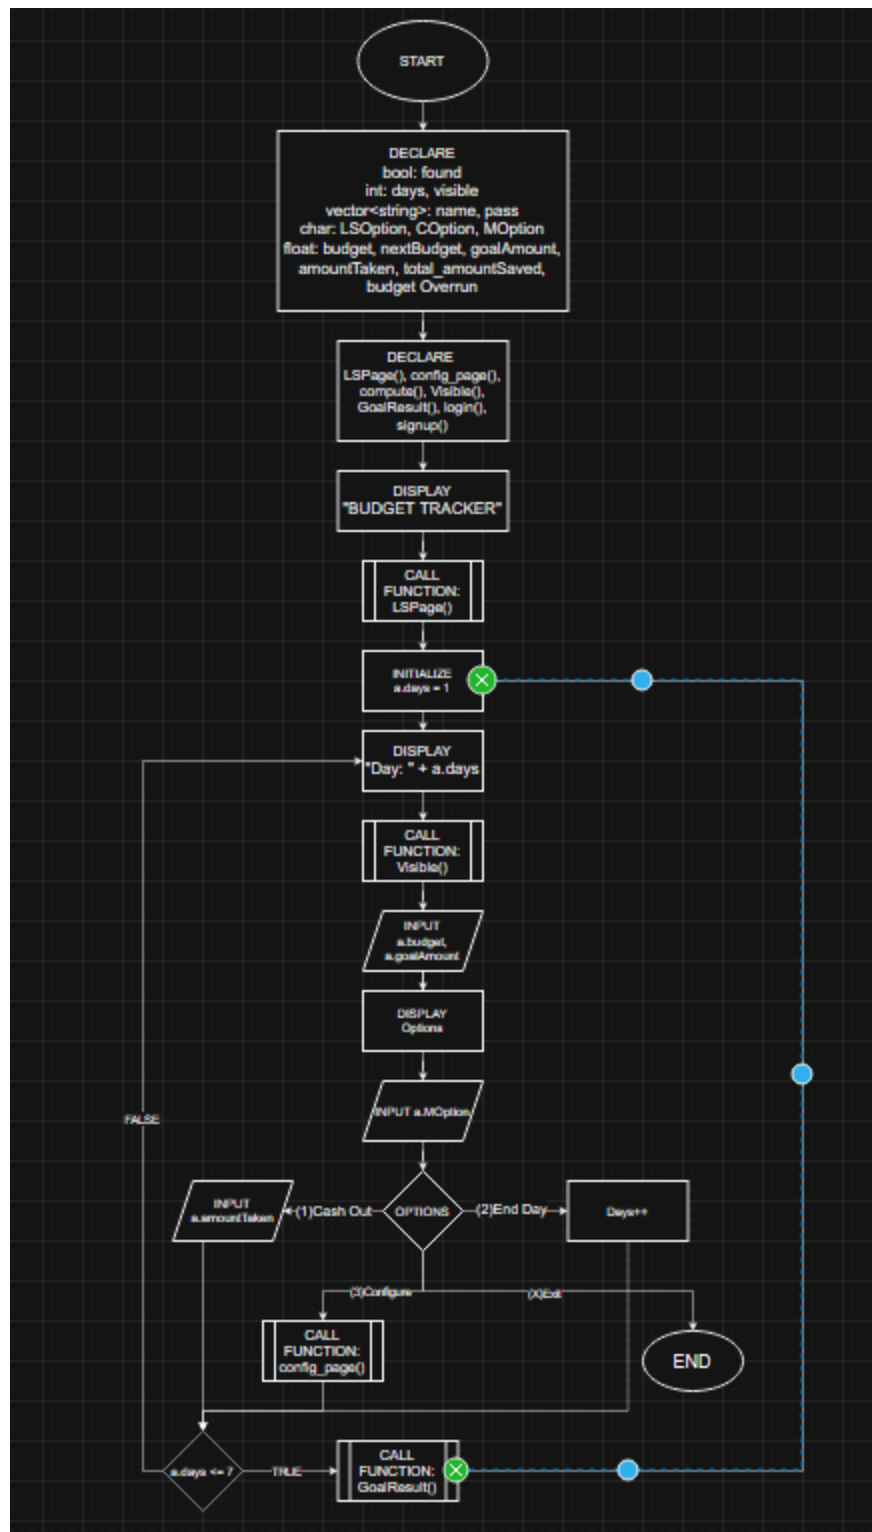 START
DECLARE
bool: found
int: days, visible
vector<string>: name, pass
char: LSOption, COption, MOption
float: budget, nextBudget, goalAmount,
amountTaken, total_amountSaved,
budget Overrun
DECLARE
LSPage(), config_page(),
compute(), Visible(),
GoalResult(), login(),
signup()
DISPLAY
"BUDGET TRACKER"
CALL
FUNCTION:
LSPage()
INITIALIZE
a.days = 1
DISPLAY
"Day: " + a.days
CALL
FUNCTION:
Visible()
INPUT
a.budget,
a.goalAmount
DISPLAY
Options
INPUT a.MOption
FALSE
INPUT
a.amountTaken
(1)Cash Out
OPTIONS
(2)End Day
Days++
(3)Configure
(X)Exit
CALL
FUNCTION:
config_page()
END
a.days <= 7
TRUE
CALL
FUNCTION:
GoalResult()